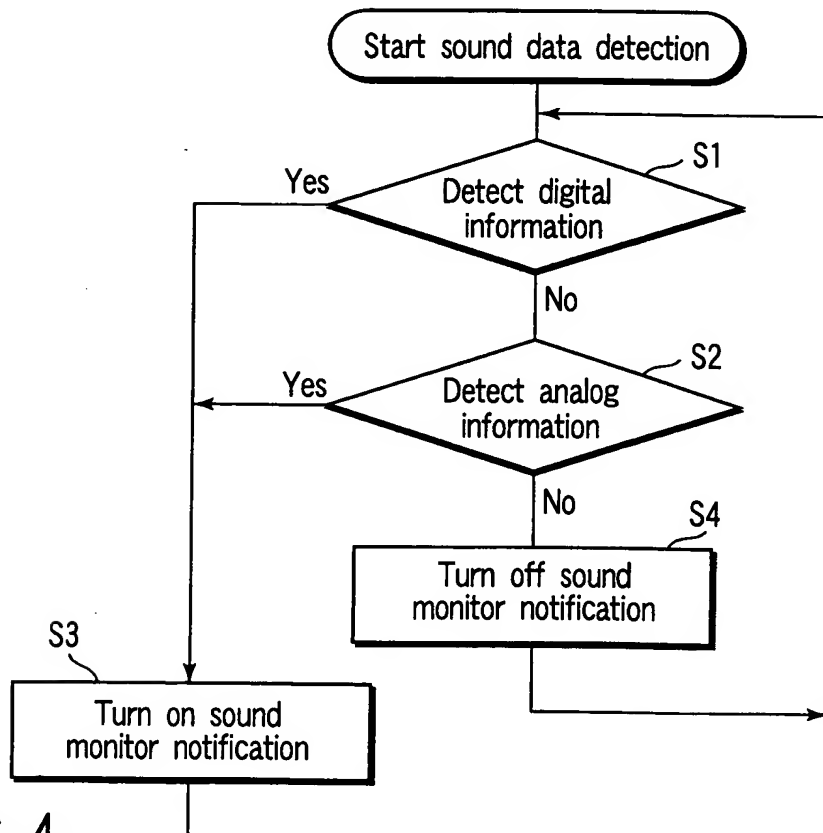 Start sound data detection
S1
Yes
Detect digital
information
No
S2
Yes
Detect analog
information
No
S4
Turn off sound
monitor notification
S3
Turn on sound
monitor notification
4